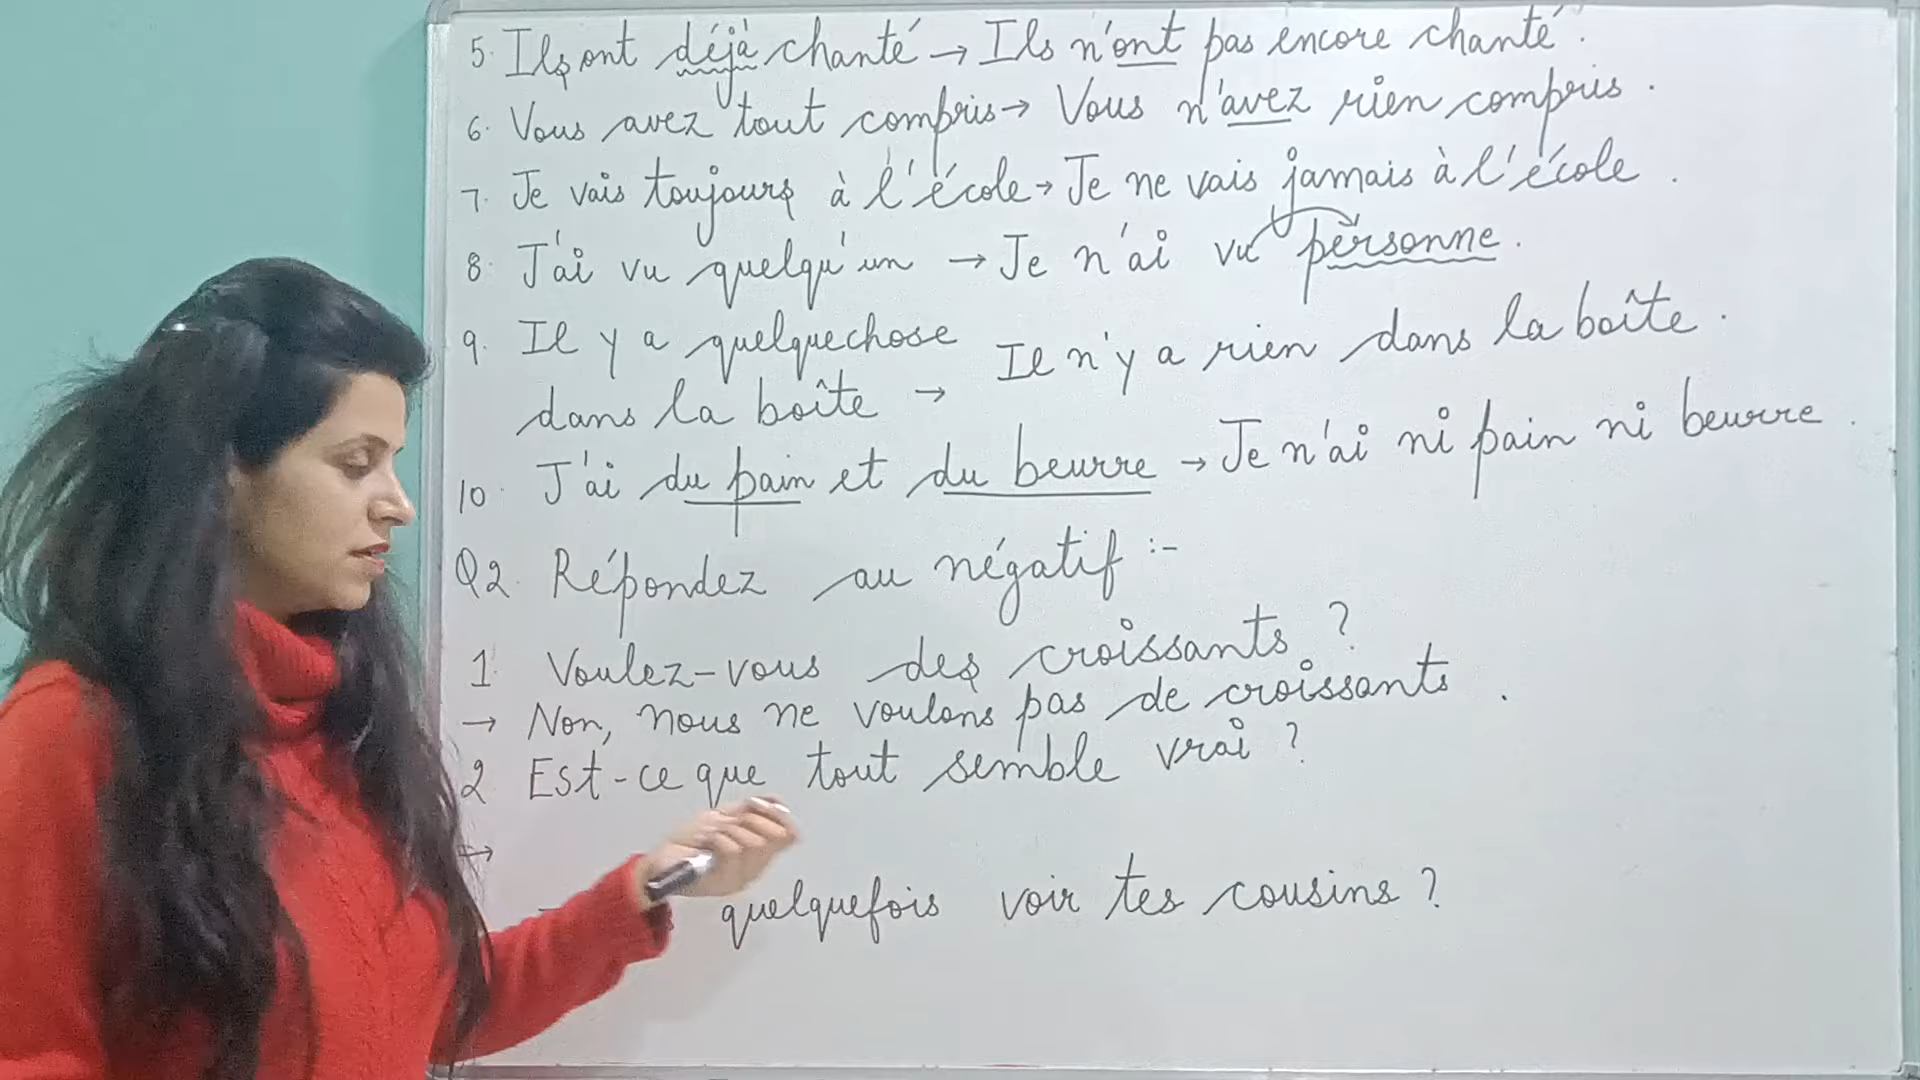 5. Ils ont déjà chanté → Ils n'ont pas encore chanté.
6. Vous avez tout compris → Vous n'avez rien compris.
7. Je vais toujours à l'école → Je ne vais jamais à l'école.
8. J'ai vu quelqu'un → Je n'ai vu personne.
9. Il y a quelquechose
dans la boîte → Il n'y a rien dans la boîte.
10. J'ai du pain et du beurre → Je n'ai ni pain ni beurre.
Q2. Répondez au négatif :-
1. Voulez-vous des croissants ?
→ Non, nous ne voulons pas de croissants.
2 Est-ce que tout semble vrai ?
→
quelquefois voir tes cousins ?